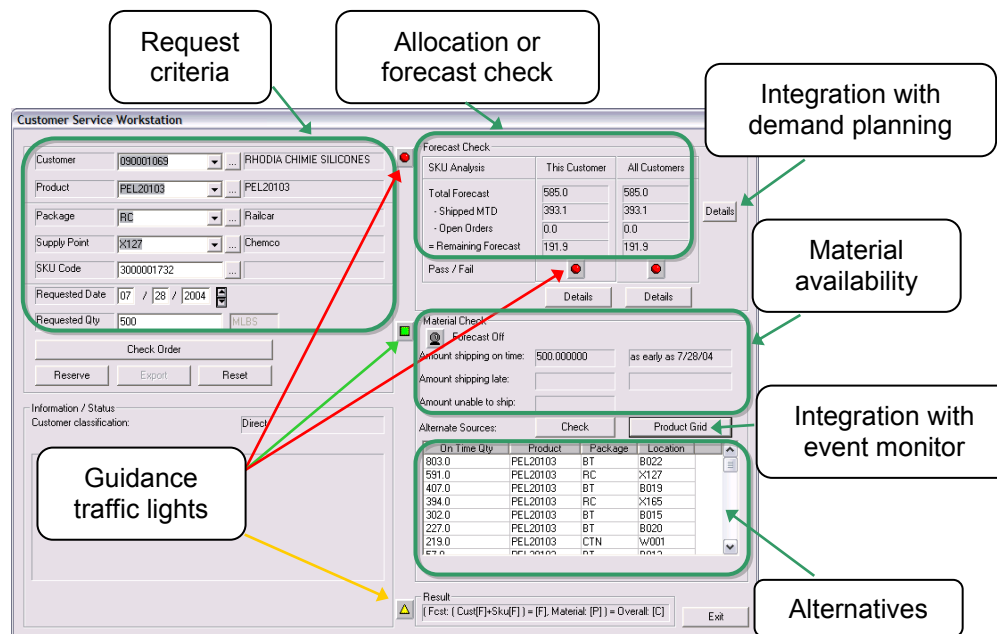 Request criteria
Allocation or forecast check
Integration with demand planning
Customer Service Workstation
Customer 090001069 ... RHODIA CHIMIE SILICONES
Product PEL20103 ... PEL20103
Package RC ... Railcar
Supply Point X127 ... Chemco
SKU Code 3000001732 ...
Requested Date 07 / 28 / 2004
Requested Qty 500 MLBS
Check Order
Reserve Export Reset
Forecast Check
SKU Analysis This Customer All Customers
Total Forecast 585.0 585.0
- Shipped MTD 393.1 393.1
- Open Orders 0.0 0.0
= Remaining Forecast 191.9 191.9
Details
Pass / Fail
Details Details
Material availability
Material Check
Forecast Off
Amount shipping on time: 500.000000 as early as 7/28/04
Amount shipping late:
Amount unable to ship:
Information / Status
Customer classification: Direct
Alternate Sources: Check Product Grid
Integration with event monitor
On Time Qty Product Package Location
803.0 PEL20103 BT B022
591.0 PEL20103 RC X127
407.0 PEL20103 BT B019
394.0 PEL20103 RC X165
302.0 PEL20103 BT B015
227.0 PEL20103 BT B020
219.0 PEL20103 CTN W001
Guidance traffic lights
Alternatives
Result
( Fcst: ( Cust[F]+Sku[F] ) = [F], Material: [P] ) = Overall: [C]
Exit